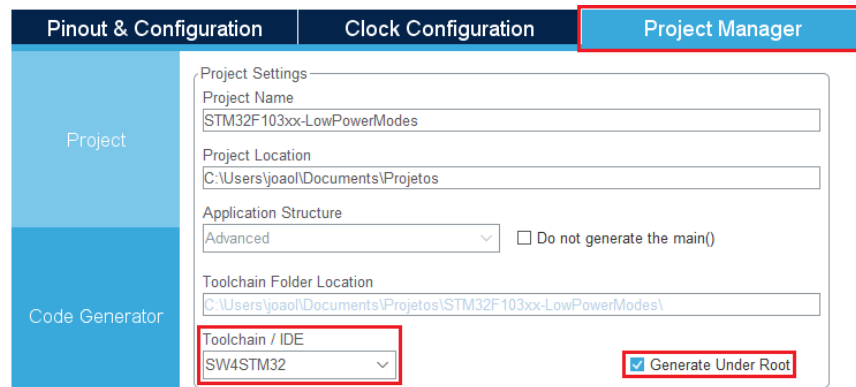 Pinout & Configuration
Clock Configuration
Project Manager
Project
Code Generator
Project Settings
Project Name
STM32F103xx-LowPowerModes
Project Location
C:\Users\joaol\Documents\Projetos
Application Structure
Advanced
Do not generate the main()
Toolchain Folder Location
C:\Users\joaol\Documents\Projetos\STM32F103xx-LowPowerModes\
Toolchain / IDE
SW4STM32
Generate Under Root